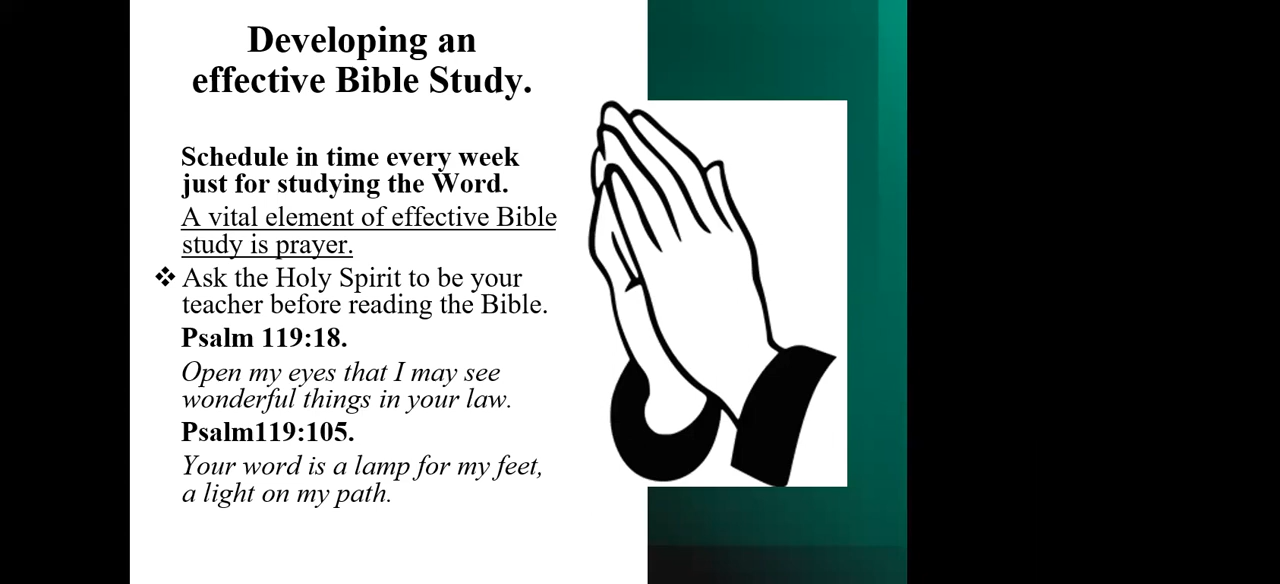 Developing an
effective Bible Study.
Schedule in time every week
just for studying the Word.
A vital element of effective Bible
study is prayer.
❖ Ask the Holy Spirit to be your
teacher before reading the Bible.
Psalm 119:18.
Open my eyes that I may see
wonderful things in your law.
Psalm119:105.
Your word is a lamp for my feet,
a light on my path.